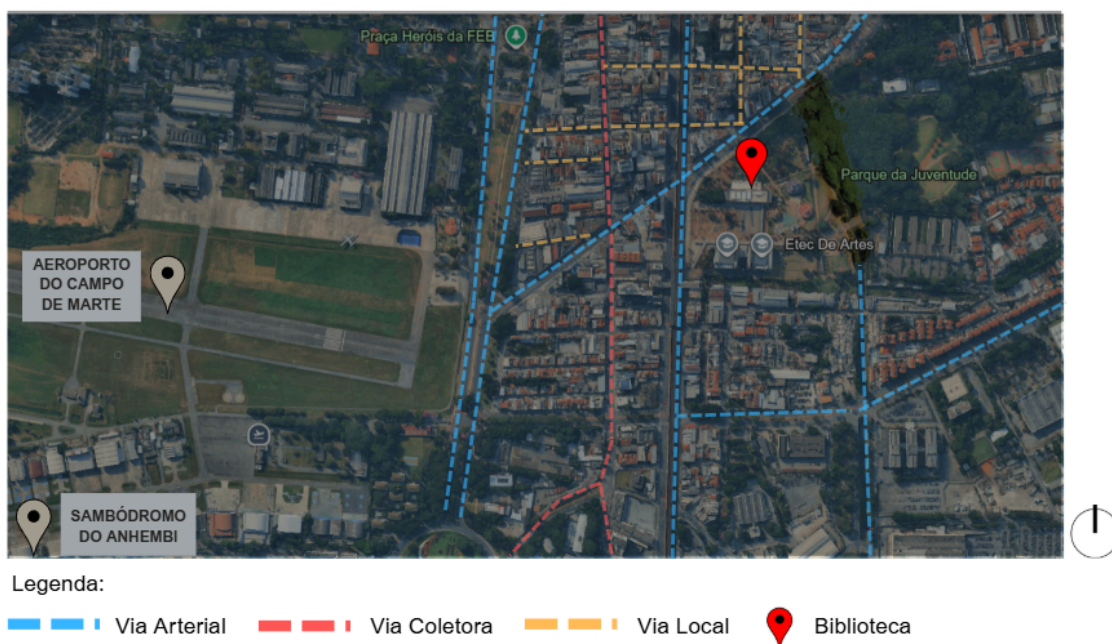 Praça Heróis da FEB
Parque da Juventude
Etec De Artes
AEROPORTO
DO CAMPO
DE MARTE
SAMBÓDROMO
DO ANHEMBI
Legenda:
Via Arterial
Via Coletora
Via Local
Biblioteca